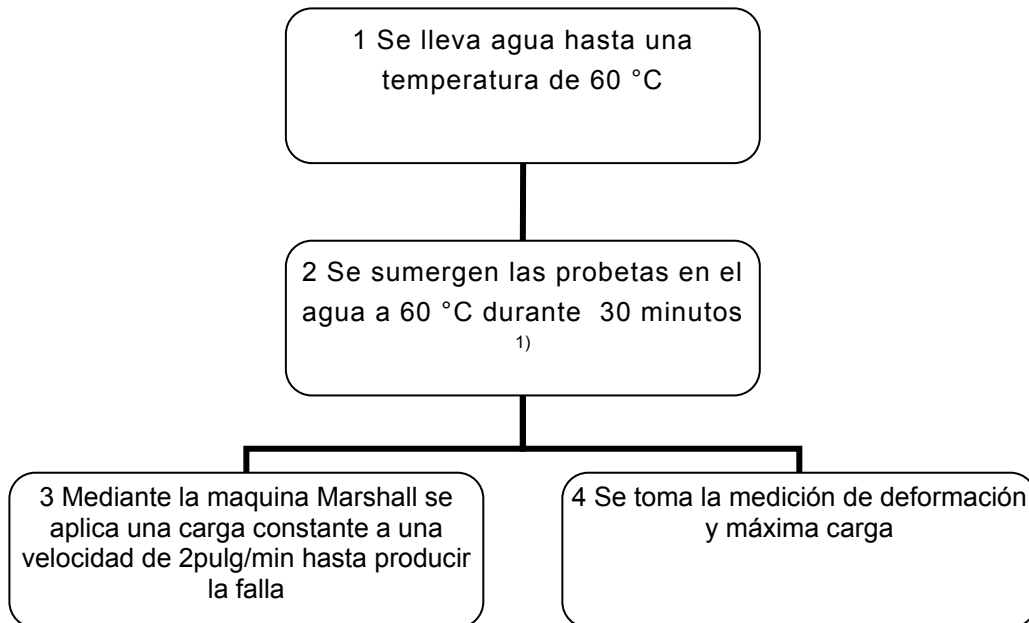 1 Se lleva agua hasta una
temperatura de 60 °C
2 Se sumergen las probetas en el
agua a 60 °C durante  30 minutos
1)
3 Mediante la maquina Marshall se
aplica una carga constante a una
velocidad de 2pulg/min hasta producir
la falla
4 Se toma la medición de deformación
y máxima carga